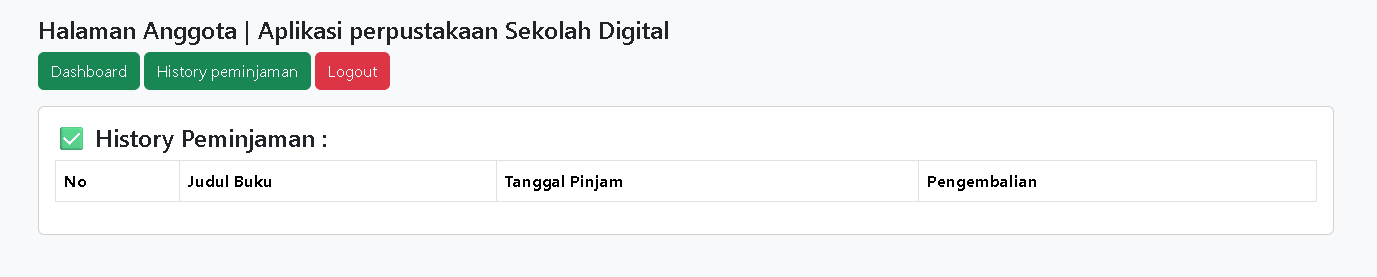 Halaman Anggota | Aplikasi perpustakaan Sekolah Digital
Dashboard History peminjaman Logout
✅ History Peminjaman :
No Judul Buku Tanggal Pinjam Pengembalian